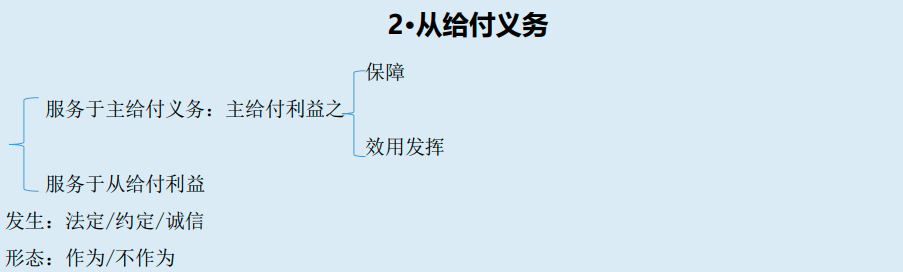 2•从给付义务
保障
服务于主给付义务：主给付利益之
效用发挥
服务于从给付利益
发生：法定/约定/诚信
形态：作为/不作为